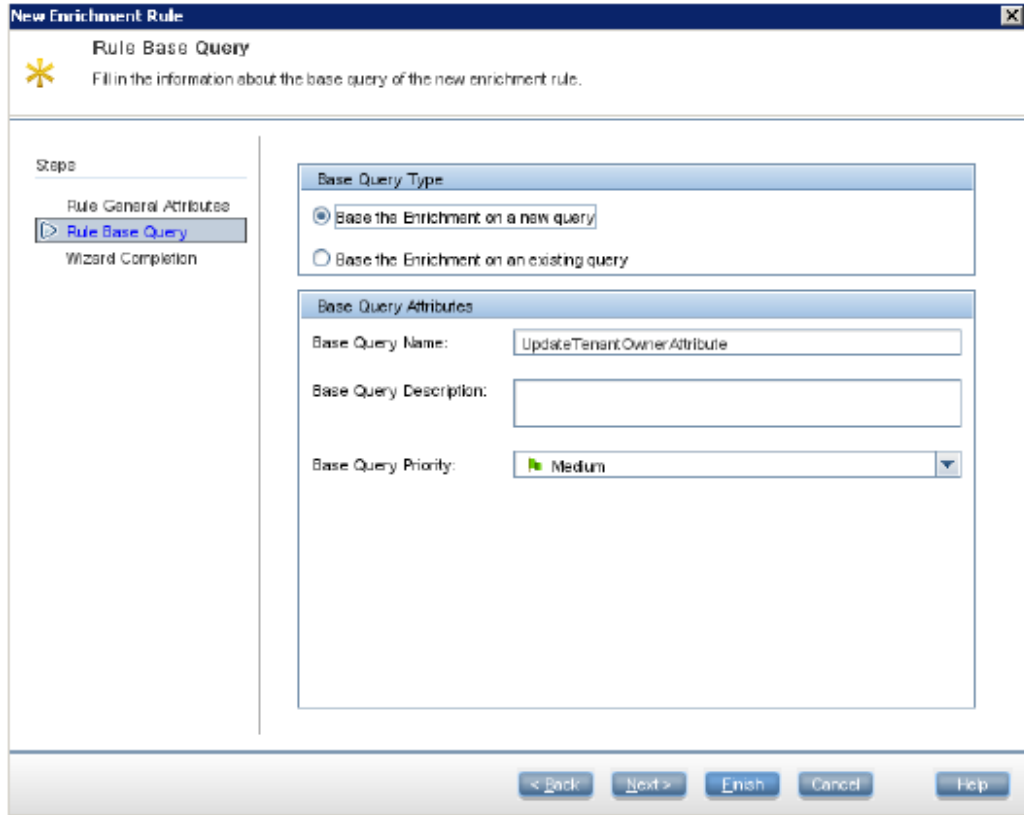 New Enrichment Rule
Rule Base Query
Fill in the information about the base query of the new enrichment rule.
Steps
Rule General Attributes
Rule Base Query
Wizard Completion
Base Query Type
Base the Enrichment on a new query
Base the Enrichment on an existing query
Base Query Attributes
Base Query Name: UpdateTenantOwnerAttribute
Base Query Description:
Base Query Priority: Medium
< Back Next > Finish Cancel Help